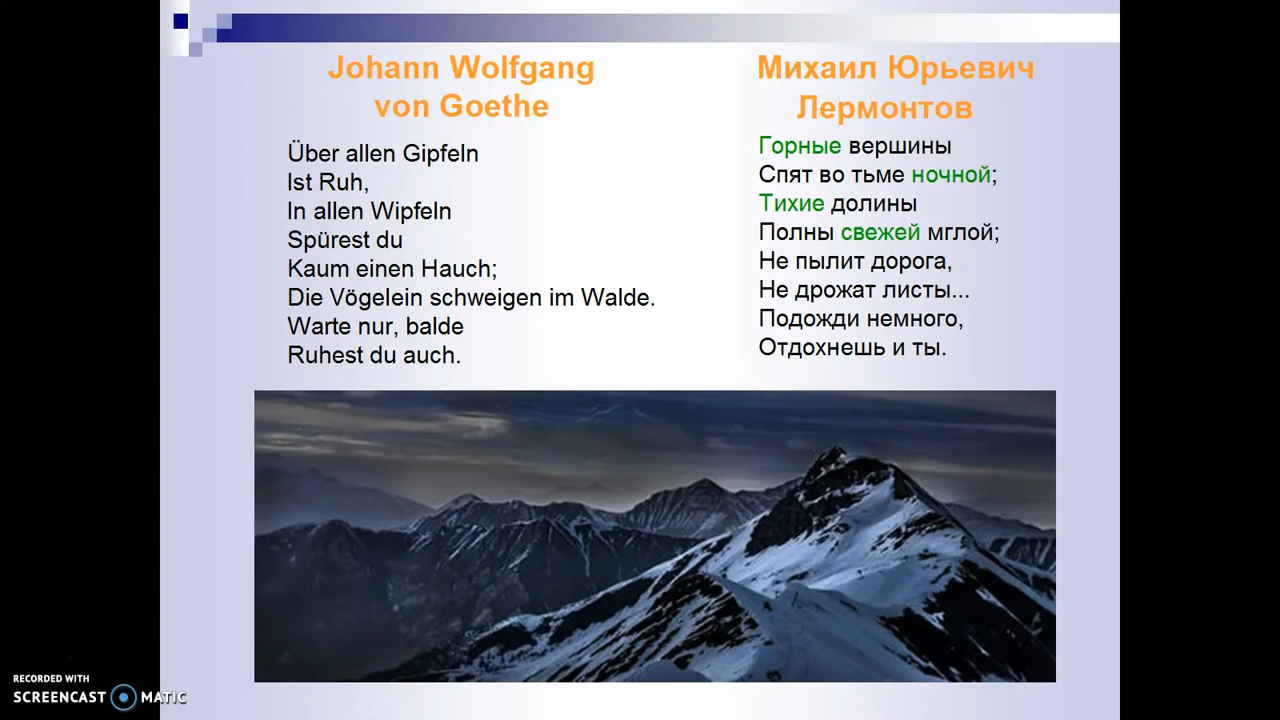 Johann Wolfgang
von Goethe
Über allen Gipfeln
Ist Ruh,
In allen Wipfeln
Spürest du
Kaum einen Hauch;
Die Vögelein schweigen im Walde.
Warte nur, balde
Ruhest du auch.
Михаил Юрьевич
Лермонтов
Горные вершины
Спят во тьме ночной;
Тихие долины
Полны свежей мглой;
Не пылит дорога,
Не дрожат листы...
Подожди немного,
Отдохнешь и ты.
RECORDED WITH
SCREENCAST MATIC